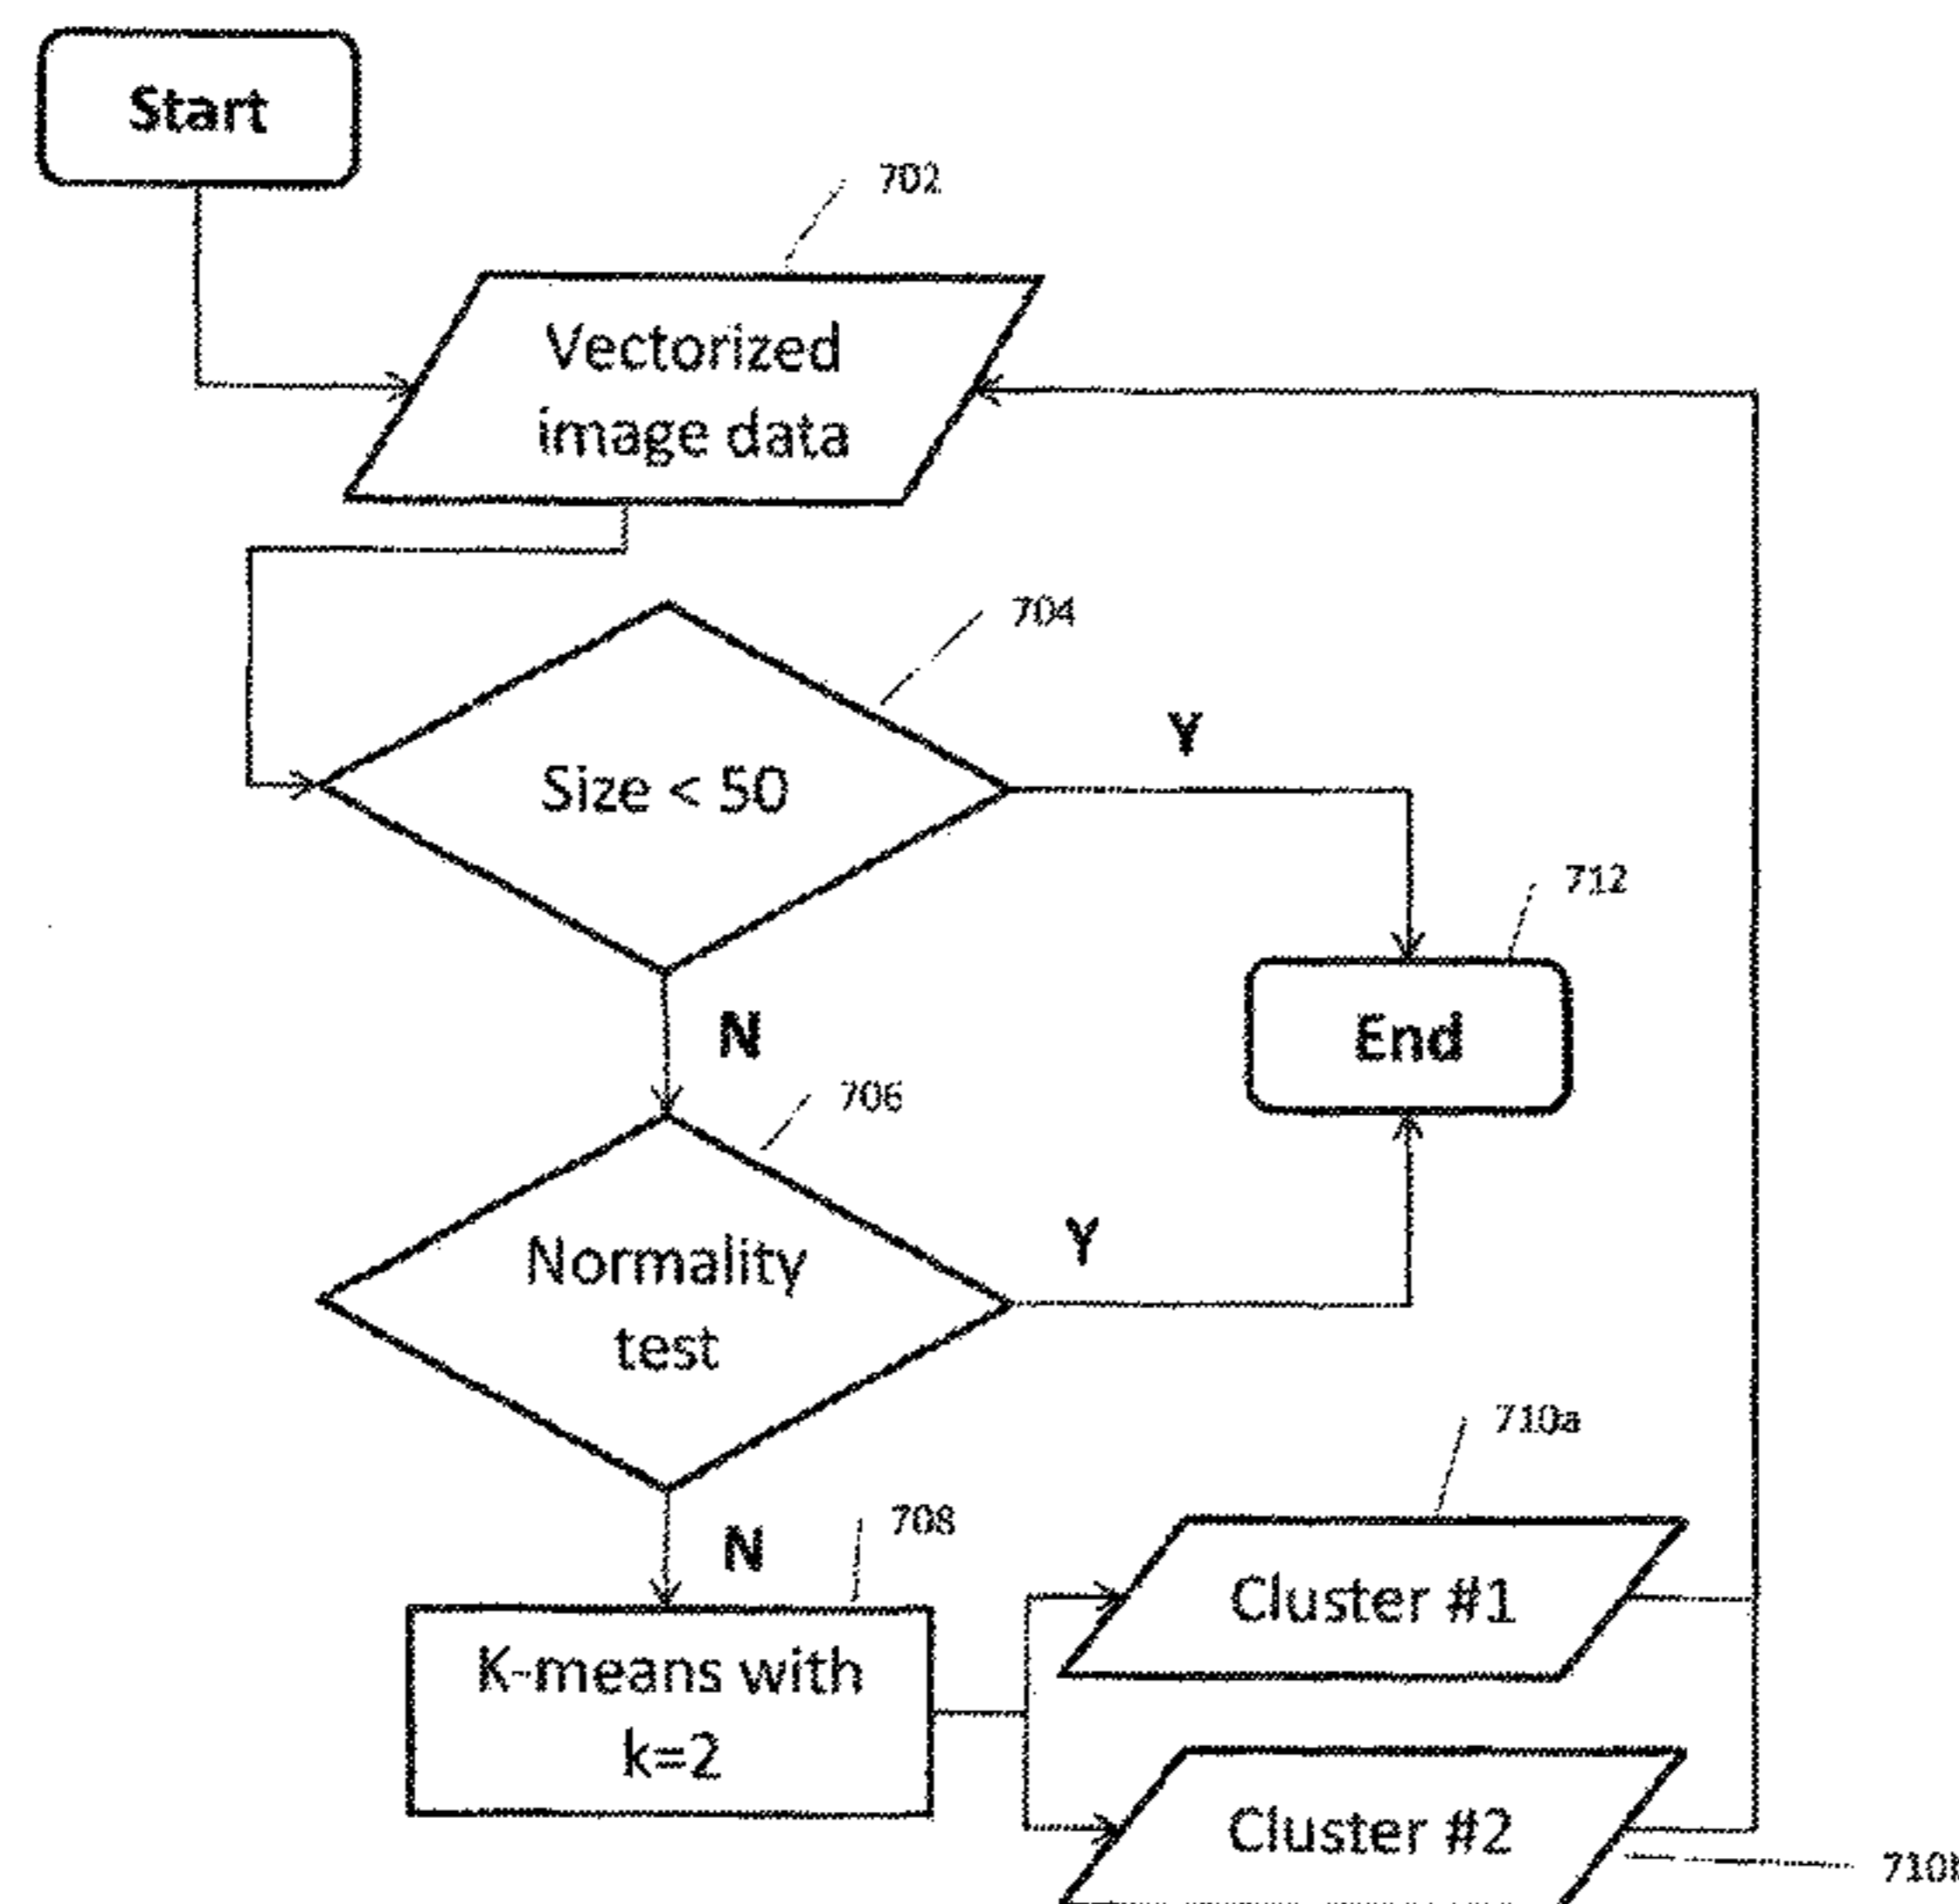 Start
702
Vectorized
image data
704
Size < 50
Y
712
End
N
706
Normality
test
Y
710a
N
708
Cluster #1
K-means with
k=2
Cluster #2